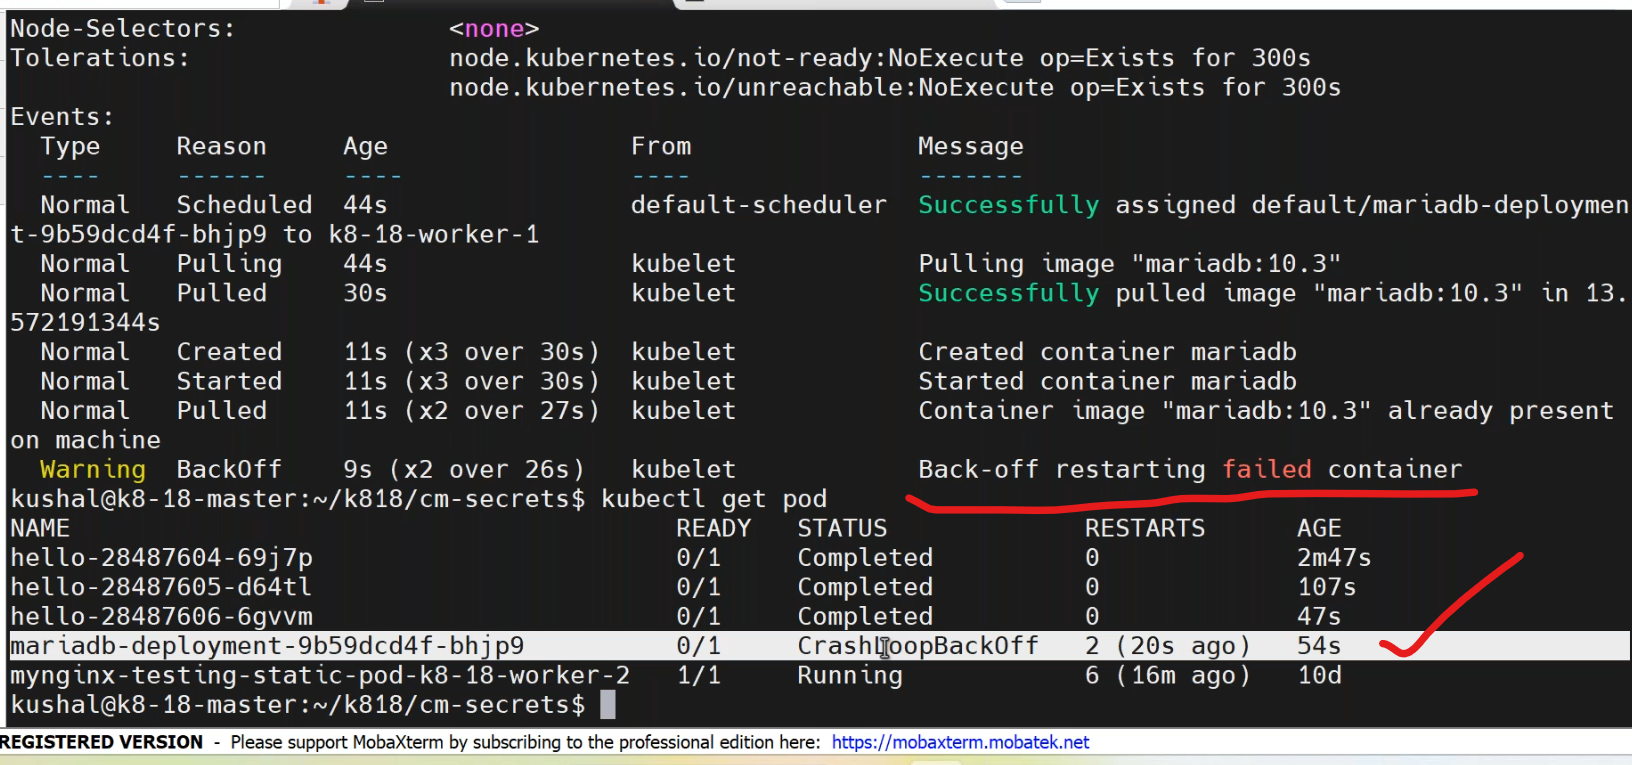 Node-Selectors: <none>
Tolerations: node.kubernetes.io/not-ready:NoExecute op=Exists for 300s
node.kubernetes.io/unreachable:NoExecute op=Exists for 300s
Events:
Type Reason Age From Message
---- ------ ---- ---- -------
Normal Scheduled 44s default-scheduler Successfully assigned default/mariadb-deploymen
t-9b59dcd4f-bhjp9 to k8-18-worker-1
Normal Pulling 44s kubelet Pulling image "mariadb:10.3"
Normal Pulled 30s kubelet Successfully pulled image "mariadb:10.3" in 13.
572191344s
Normal Created 11s (x3 over 30s) kubelet Created container mariadb
Normal Started 11s (x3 over 30s) kubelet Started container mariadb
Normal Pulled 11s (x2 over 27s) kubelet Container image "mariadb:10.3" already present
on machine
Warning BackOff 9s (x2 over 26s) kubelet Back-off restarting failed container
kushal@k8-18-master:~/k818/cm-secrets$ kubectl get pod
NAME READY STATUS RESTARTS AGE
hello-28487604-69j7p 0/1 Completed 0 2m47s
hello-28487605-d64tl 0/1 Completed 0 107s
hello-28487606-6gvvm 0/1 Completed 0 47s
mariadb-deployment-9b59dcd4f-bhjp9 0/1 CrashLoopBackOff 2 (20s ago) 54s
mynginx-testing-static-pod-k8-18-worker-2 1/1 Running 6 (16m ago) 10d
kushal@k8-18-master:~/k818/cm-secrets$
REGISTERED VERSION - Please support MobaXterm by subscribing to the professional edition here: https://mobaxterm.mobatek.net